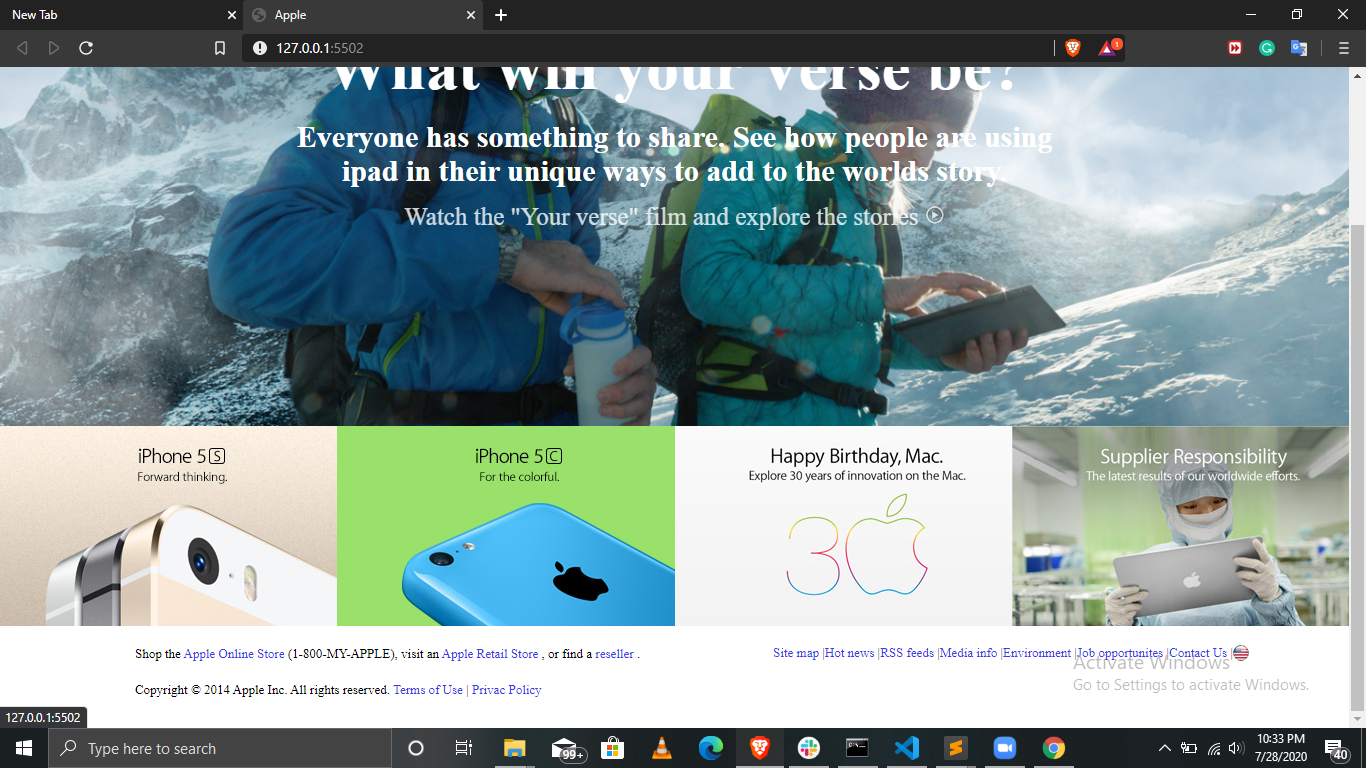 New Tab
Apple
127.0.0.1:5502
1
What will your verse be?
Everyone has something to share. See how people are using
ipad in their unique ways to add to the worlds story.
Watch the "Your verse" film and explore the stories
iPhone 5 S
Forward thinking.
iPhone 5 C
For the colorful.
Happy Birthday, Mac.
Explore 30 years of innovation on the Mac.
30
Supplier Responsibility
The latest results of our worldwide efforts.
Shop the Apple Online Store (1-800-MY-APPLE), visit an Apple Retail Store , or find a reseller .
Site map |Hot news |RSS feeds |Media info |Environment |Job opportunites |Contact Us |
Copyright © 2014 Apple Inc. All rights reserved. Terms of Use | Privac Policy
Activate Windows
Go to Settings to activate Windows.
127.0.0.1:5502
Type here to search
99+
10:33 PM
7/28/2020
40